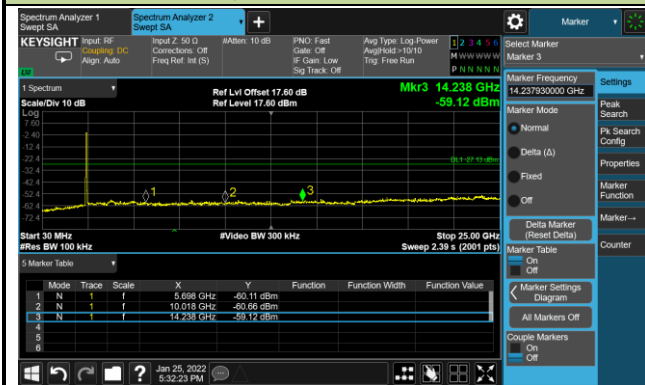 Spectrum Analyzer 1
Swept SA
Spectrum Analyzer 2
Swept SA
Marker
KEYSIGHT
Input: RF
Coupling: DC
Align: Auto
Input Z: 50 Ω
Corrections: Off
Freq Ref: Int (S)
#Atten: 10 dB
PNO: Fast
Gate: Off
IF Gain: Low
Sig Track: Off
Avg Type: Log-Power
Avg|Hold:>10/10
Trig: Free Run
1 2 3 4 5 6
M W W W W W
P N N N N N
LU
Select Marker
Marker 3
1 Spectrum
Scale/Div 10 dB
Ref Lvl Offset 17.60 dB
Ref Level 17.60 dBm
Mkr3 14.238 GHz
-59.12 dBm
Log
7.60
-2.40
-12.4
-22.4
-32.4
-42.4
-52.4
-62.4
-72.4
DL1 -27.13 dBm
1
2
3
Start 30 MHz
#Res BW 100 kHz
#Video BW 300 kHz
Stop 25.00 GHz
Sweep 2.39 s (2001 pts)
5 Marker Table
Mode Trace Scale X Y Function Function Width Function Value
1 N 1 f 5.698 GHz -60.11 dBm
2 N 1 f 10.018 GHz -60.66 dBm
3 N 1 f 14.238 GHz -59.12 dBm
4
5
6
Marker Frequency
14.237930000 GHz
Marker Mode
Normal
Delta (Δ)
Fixed
Off
Delta Marker
(Reset Delta)
Marker Table
On
Off
Marker Settings
Diagram
All Markers Off
Couple Markers
On
Off
Settings
Peak
Search
Pk Search
Config
Properties
Marker
Function
Marker→
Counter
?
Jan 25, 2022
5:32:23 PM